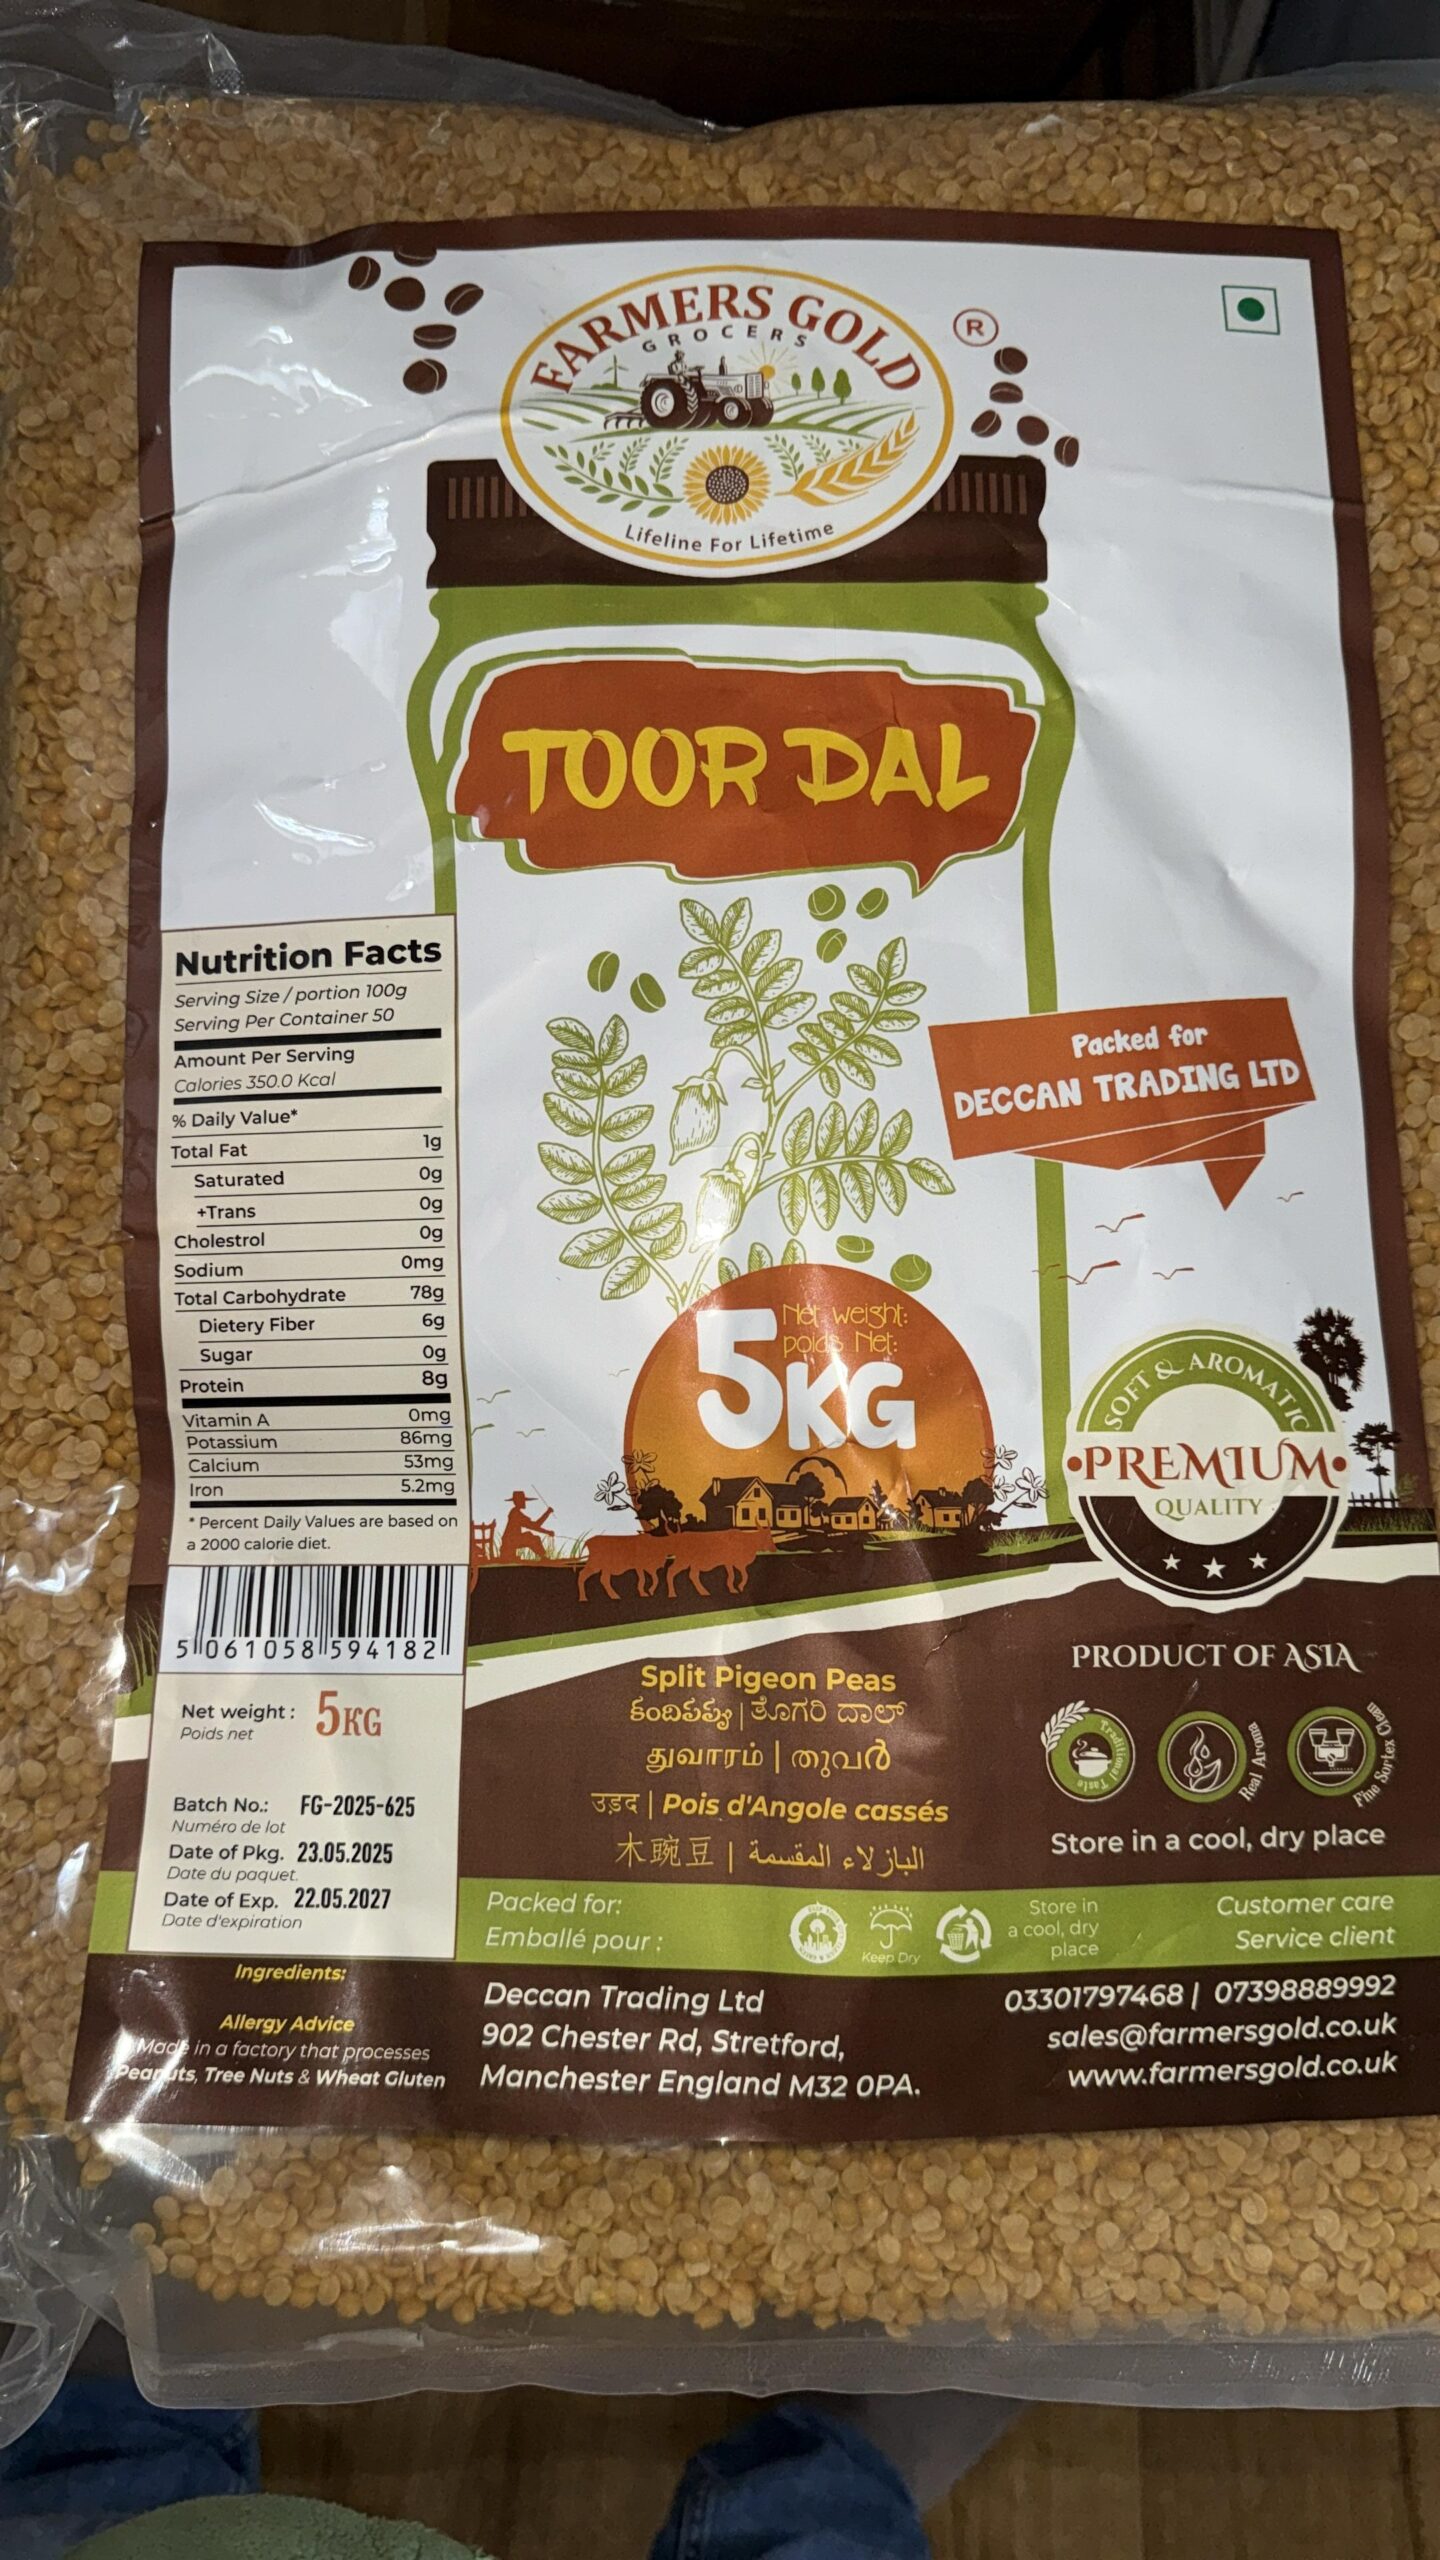 FARMERS GOLD
GROCERS
Lifeline For Lifetime
®
TOOR DAL
Nutrition Facts
Serving Size / portion 100g
Serving Per Container 50
Amount Per Serving
Calories 350.0 Kcal
% Daily Value*
Total Fat 1g
Saturated 0g
+Trans 0g
Cholestrol 0g
Sodium 0mg
Total Carbohydrate 78g
Dietery Fiber 6g
Sugar 0g
Protein 8g
Vitamin A 0mg
Potassium 86mg
Calcium 53mg
Iron 5.2mg
* Percent Daily Values are based on
a 2000 calorie diet.
5 061058 594182
Net weight : 5KG
Poids net
Batch No.: FG-2025-625
Numéro de lot
Date of Pkg. 23.05.2025
Date du paquet.
Date of Exp. 22.05.2027
Date d'expiration
Ingredients:
Allergy Advice
Made in a factory that processes
Peanuts, Tree Nuts & Wheat Gluten
Packed for
DECCAN TRADING LTD
Net weight:
poids Net:
5KG
SOFT & AROMATIC
PREMIUM
QUALITY
Split Pigeon Peas
కందిపప్పు | ತೊಗರಿ ದಾಲ್
துவாரம் | തുവർ
उड़द | Pois d'Angole cassés
木豌豆 | البازلاء المقسمة
PRODUCT OF ASIA
Traditional Taste
Real Aroma
Fine Sortex Clean
Store in a cool, dry place
Packed for:
Emballé pour :
Keep Dry
Store in
a cool, dry
place
Customer care
Service client
Deccan Trading Ltd
902 Chester Rd, Stretford,
Manchester England M32 0PA.
03301797468 | 07398889992
sales@farmersgold.co.uk
www.farmersgold.co.uk